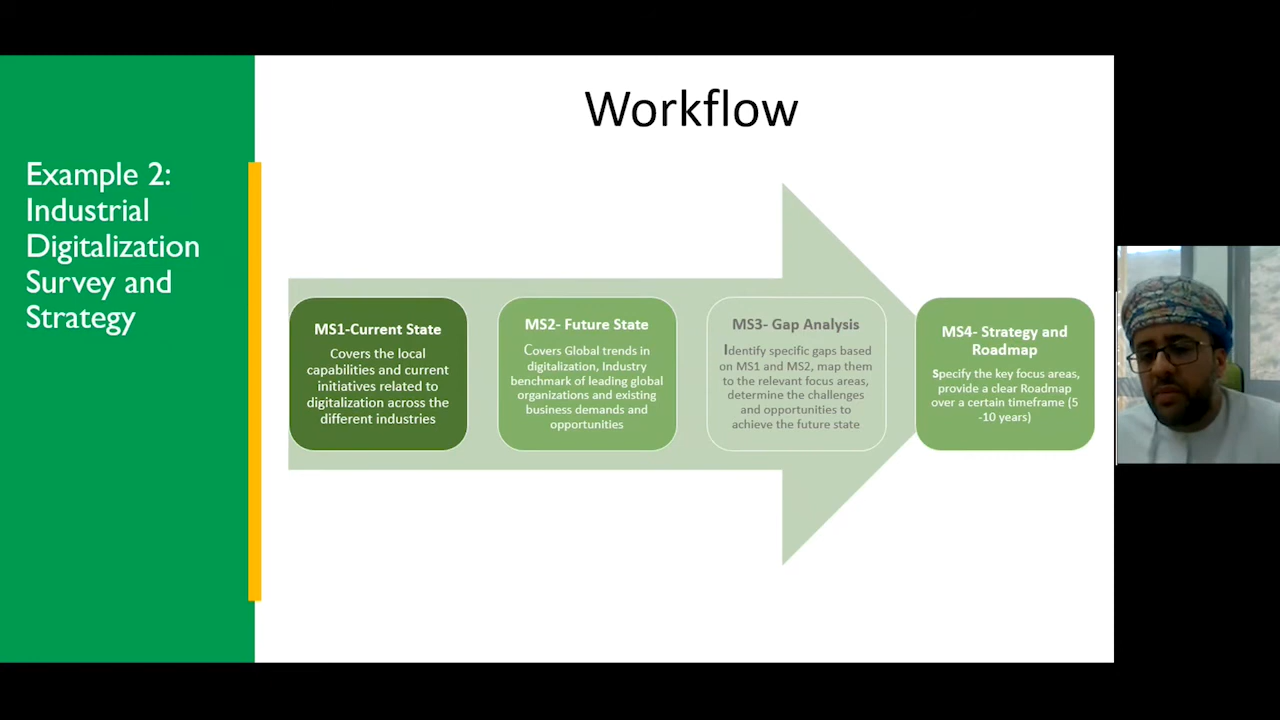 Workflow
Example 2:
Industrial
Digitalization
Survey and
Strategy
MS1-Current State
Covers the local
capabilities and current
initiatives related to
digitalization across the
different industries
MS2- Future State
Covers Global trends in
digitalization, Industry
benchmark of leading global
organizations and existing
business demands and
opportunities
MS3- Gap Analysis
Identify specific gaps based
on MS1 and MS2, map them
to the relevant focus areas,
determine the challenges
and opportunities to
achieve the future state
MS4- Strategy and
Roadmap
Specify the key focus areas,
provide a clear Roadmap
over a certain timeframe (5
-10 years)